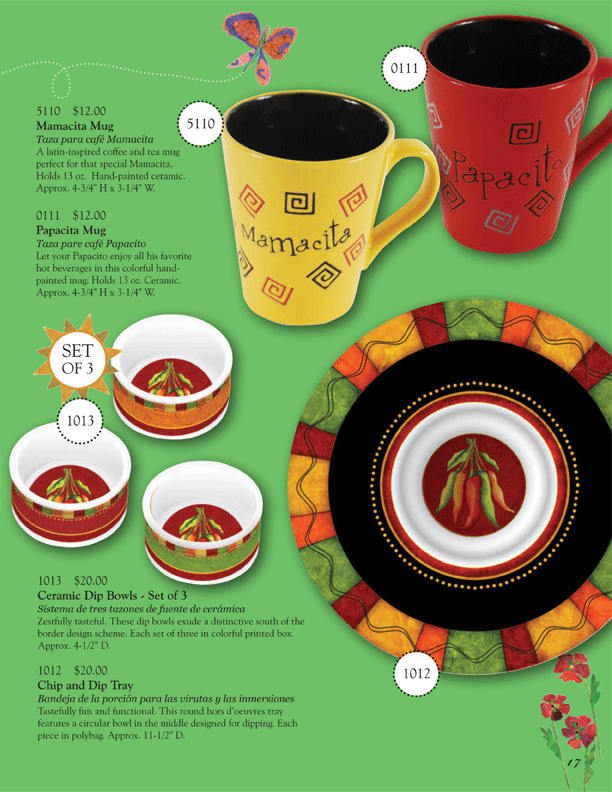 0111
5110
Mamacita
Papacito
5110 $12.00
Mamacita Mug
Taza para café Mamacita
A latin-inspired coffee and tea mug
perfect for that special Mamacita.
Holds 13 oz. Hand-painted ceramic.
Approx. 4-3/4" H x 3-1/4" W.
0111 $12.00
Papacita Mug
Taza pare café Papacito
Let your Papacito enjoy all his favorite
hot beverages in this colorful hand-
painted mug. Holds 13 oz. Ceramic.
Approx. 4-3/4" H x 3-1/4" W.
SET
OF 3
1013
1013 $20.00
Ceramic Dip Bowls - Set of 3
Sistema de tres tazones de fuente de cerámica
Zestfully tasteful. These dip bowls exude a distinctive south of the
border design scheme. Each set of three in colorful printed box.
Approx. 4-1/2" D.
1012 $20.00
Chip and Dip Tray
Bandeja de la porción para las virutas y las inmersiones
Tastefully fun and functional. This round hors d'oeuvres tray
features a circular bowl in the middle designed for dipping. Each
piece in polybag. Approx. 11-1/2" D.
1012
17